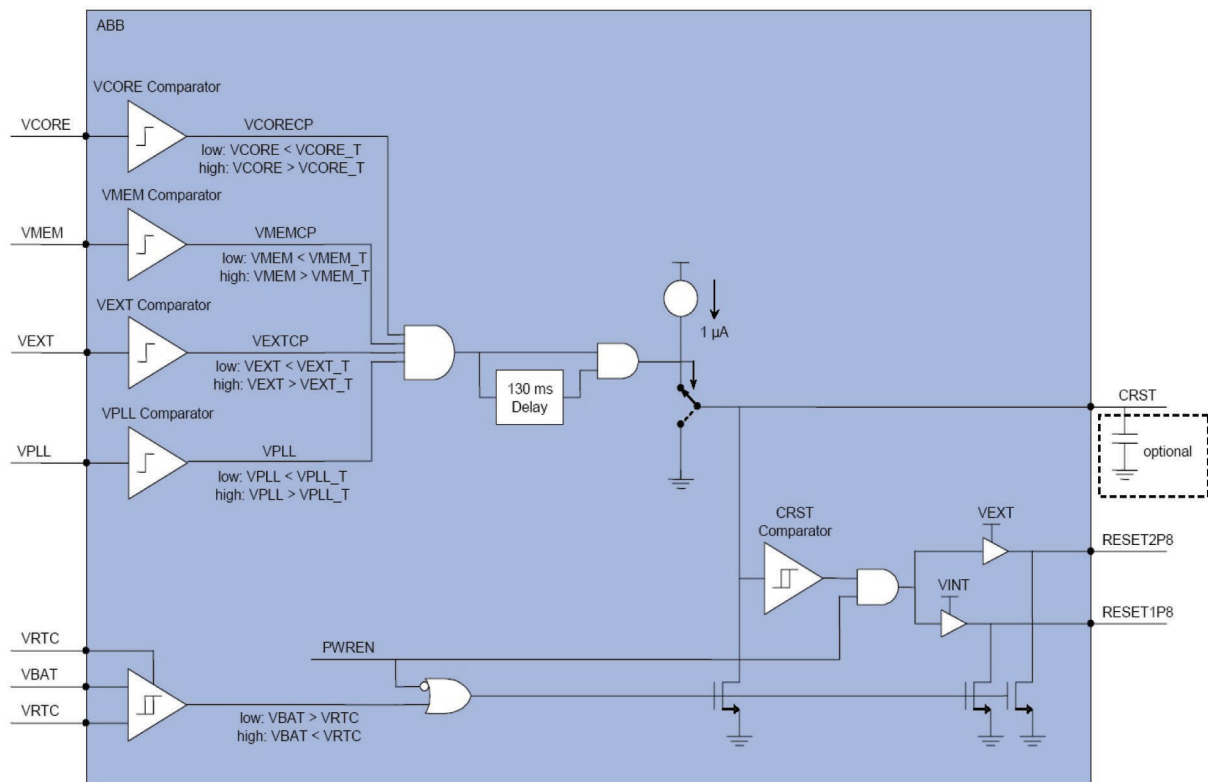 ABB
VCORE Comparator
VCORE
VCORECP
low: VCORE < VCORE_T
high: VCORE > VCORE_T
VMEM Comparator
VMEM
VMEMCP
low: VMEM < VMEM_T
high: VMEM > VMEM_T
VEXT Comparator
VEXT
VEXTCP
low: VEXT < VEXT_T
high: VEXT > VEXT_T
1 µA
130 ms
Delay
CRST
optional
VPLL Comparator
VPLL
VPLL
low: VPLL < VPLL_T
high: VPLL > VPLL_T
CRST
Comparator
VEXT
RESET2P8
VINT
RESET1P8
PWREN
VRTC
VBAT
VRTC
low: VBAT > VRTC
high: VBAT < VRTC